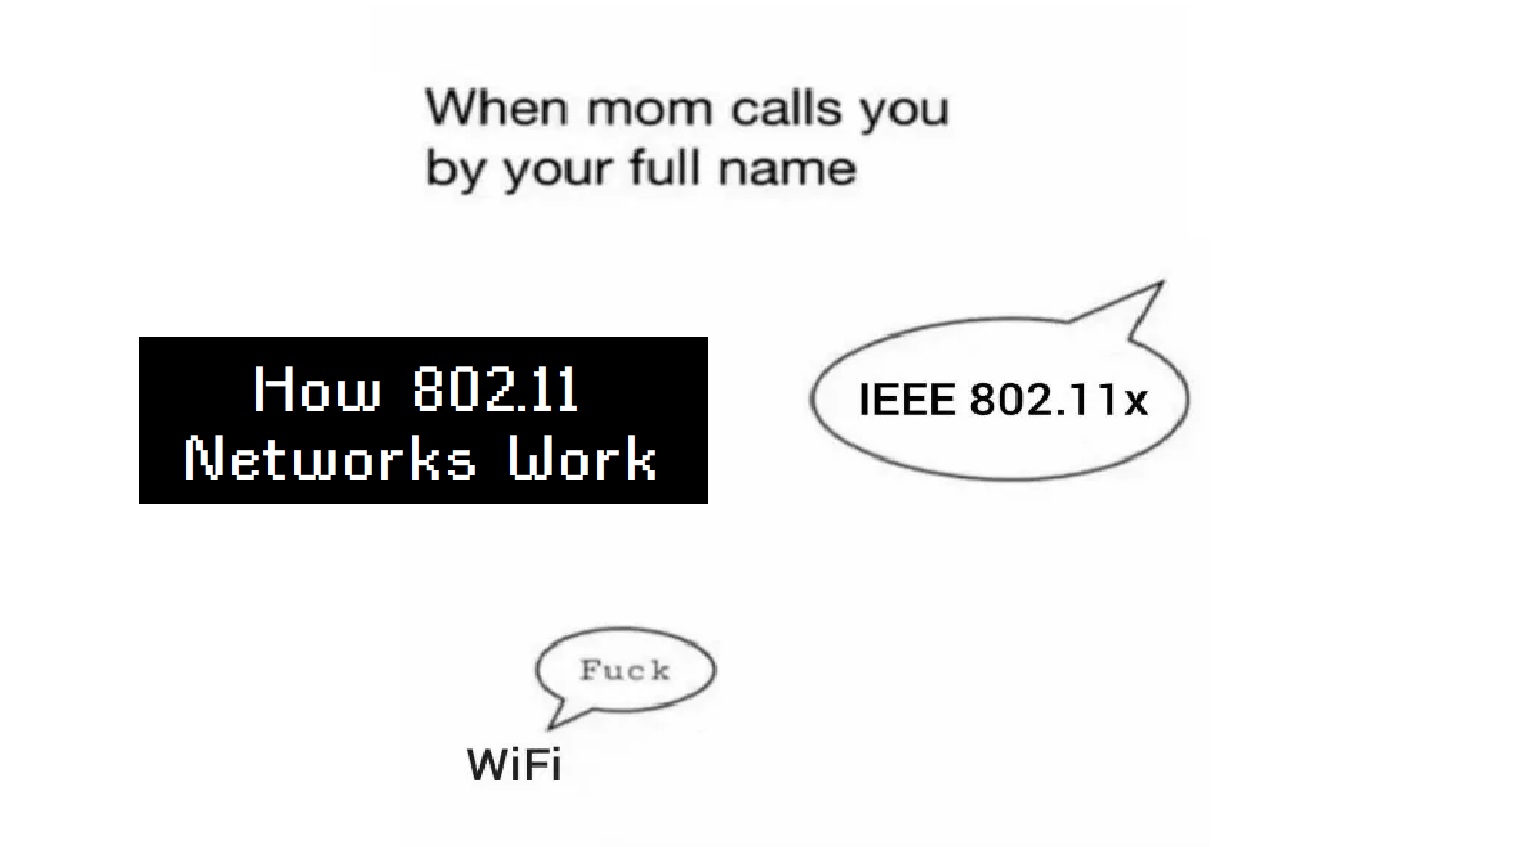 When mom calls you
by your full name
How 802.11
Networks Work
IEEE 802.11x
Fuck
WiFi